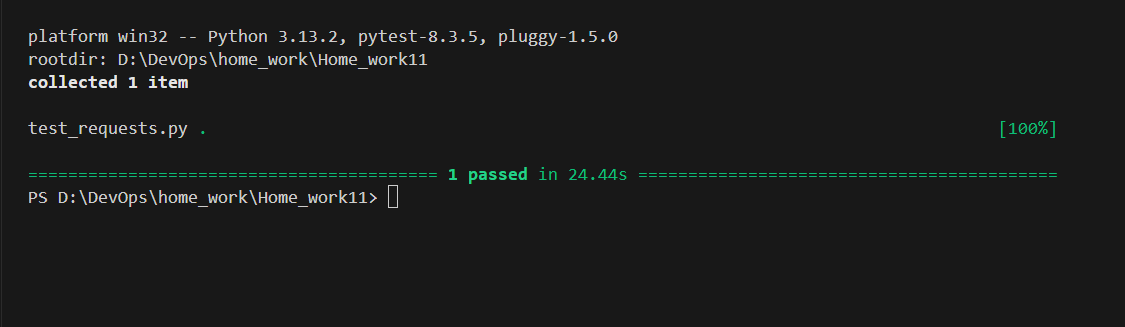 platform win32 -- Python 3.13.2, pytest-8.3.5, pluggy-1.5.0
rootdir: D:\DevOps\home_work\Home_work11
collected 1 item
test_requests.py . [100%]
========================================= 1 passed in 24.44s ==========================================
PS D:\DevOps\home_work\Home_work11>